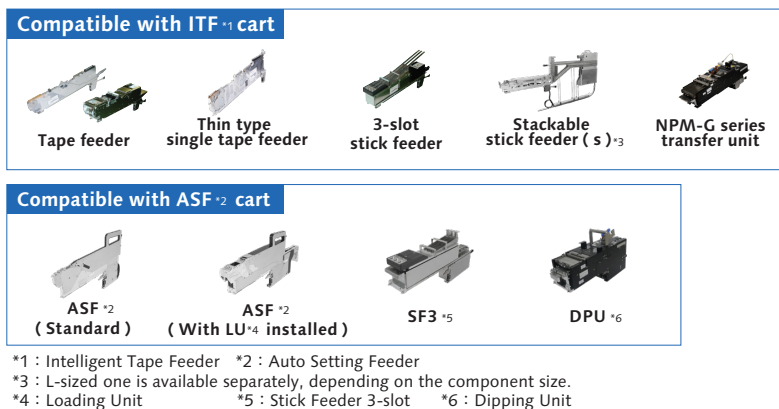 Compatible with ITF *1 cart
Tape feeder
Thin type
single tape feeder
3-slot
stick feeder
Stackable
stick feeder ( s ) *3
NPM-G series
transfer unit
Compatible with ASF *2 cart
ASF *2
( Standard )
ASF *2
( With LU*4 installed )
SF3 *5
DPU *6
*1：Intelligent Tape Feeder *2：Auto Setting Feeder
*3：L-sized one is available separately, depending on the component size.
*4：Loading Unit *5：Stick Feeder 3-slot *6：Dipping Unit